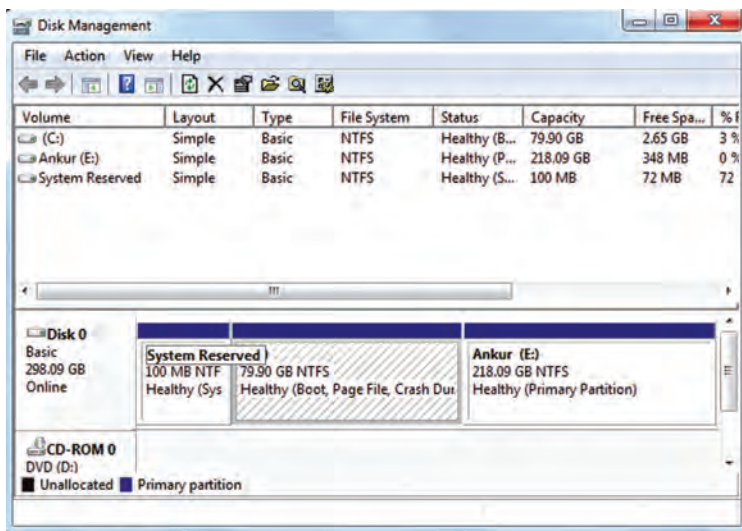 Disk Management
File Action View Help
Volume Layout Type File System Status Capacity Free Spa... % F
(C:) Simple Basic NTFS Healthy (B... 79.90 GB 2.65 GB 3 %
Ankur (E:) Simple Basic NTFS Healthy (P... 218.09 GB 348 MB 0 %
System Reserved Simple Basic NTFS Healthy (S... 100 MB 72 MB 72
Disk 0
Basic
298.09 GB
Online
System Reserved )
100 MB NTF
Healthy (Sys
79.90 GB NTFS
Healthy (Boot, Page File, Crash Dur
Ankur (E:)
218.09 GB NTFS
Healthy (Primary Partition)
CD-ROM 0
DVD (D:)
Unallocated Primary partition